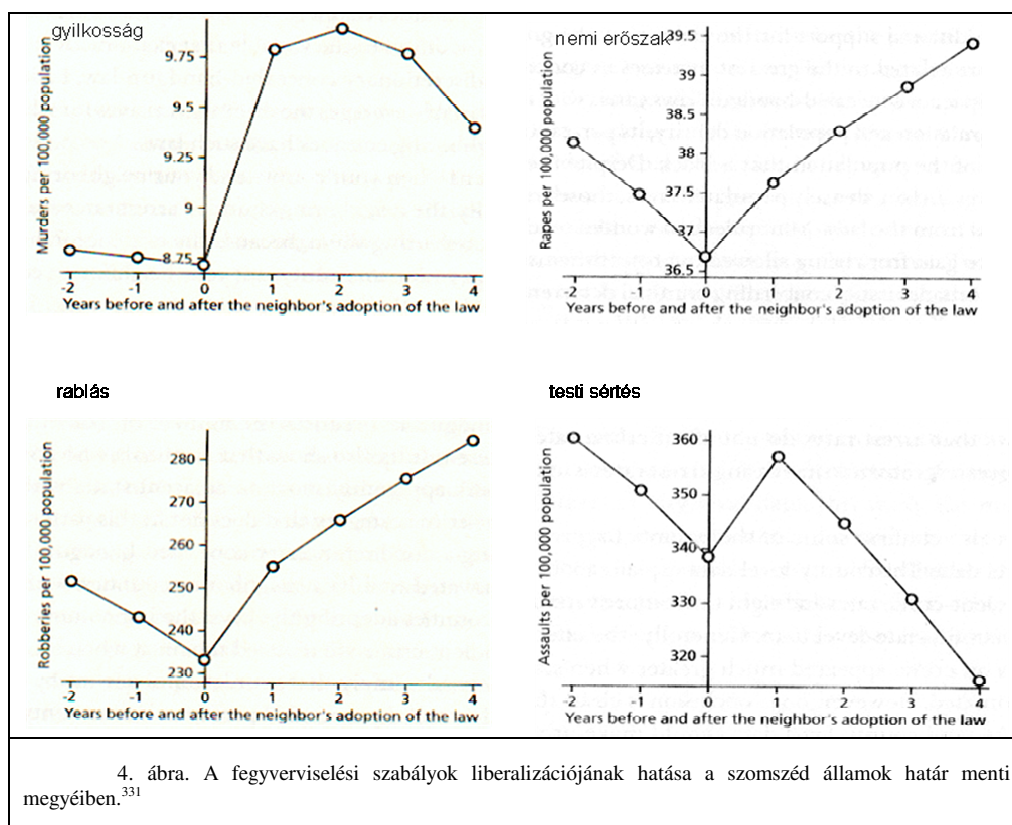 gyilkosság
Murders per 100,000 population
9.75
9.5
9.25
9
8.75
-2 -1 0 1 2 3 4
Years before and after the neighbor's adoption of the law
nemi erőszak
Rapes per 100,000 population
39.5
39
38.5
38
37.5
37
36.5
-2 -1 0 1 2 3 4
Years before and after the neighbor's adoption of the law
rablás
Robberies per 100,000 population
280
270
260
250
240
230
-2 -1 0 1 2 3 4
Years before and after the neighbor's adoption of the law
testi sértés
Assaults per 100,000 population
360
350
340
330
320
-2 -1 0 1 2 3 4
Years before and after the neighbor's adoption of the law
4. ábra. A fegyverviselési szabályok liberalizációjának hatása a szomszéd államok határ menti
megyéiben.331